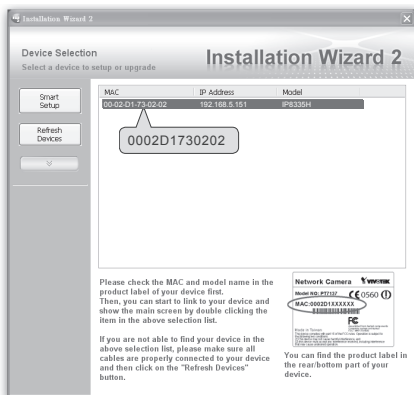 Installation Wizard 2
Device Selection
Select a device to setup or upgrade
Installation Wizard 2
Smart
Setup
Refresh
Devices
MAC IP Address Model
00-02-D1-73-02-02 192.168.5.151 IP8335H
0002D1730202
Please check the MAC and model name in the
product label of your device first.
Then, you can start to link to your device and
show the main screen by double clicking the
item in the above selection list.
If you are not able to find your device in the
above selection list, please make sure all
cables are properly connected to your device
and then click on the "Refresh Devices"
button.
Network Camera VIVOTEK
Model NO: PT7137 CE 0560
MAC:0002D1XXXXXX
FC
Made in Taiwan
You can find the product label in
the rear/bottom part of your
device.